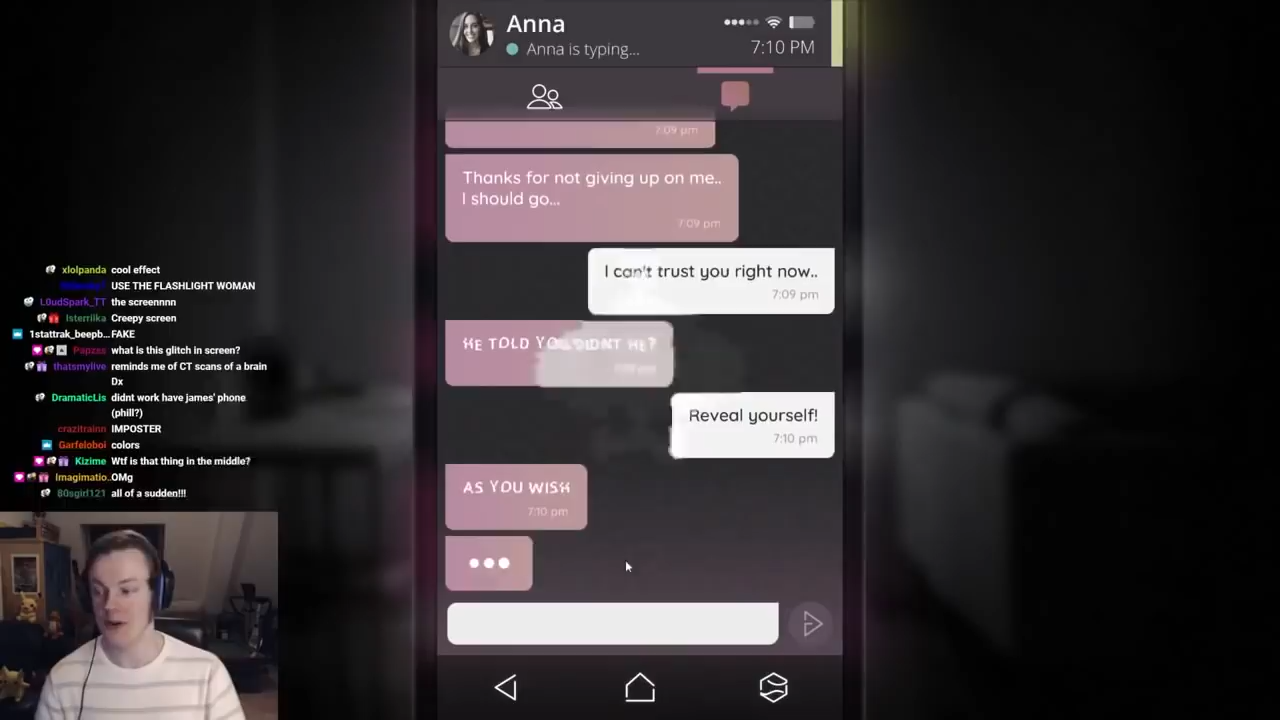 Anna
Anna is typing...
7:10 PM
7:09 pm
Thanks for not giving up on me..
I should go...
7:09 pm
I can't trust you right now..
7:09 pm
HE TOLD YOU DIDNT HE?
Reveal yourself!
7:10 pm
AS YOU WISH
7:10 pm
xlolpanda cool effect
USE THE FLASHLIGHT WOMAN
L0udSpark_TT the screennnn
Isterriika Creepy screen
1stattrak_beepb... FAKE
Papzes what is this glitch in screen?
thatsmylive reminds me of CT scans of a brain
Dx
DramaticLis didnt work have james' phone
(phill?)
crazitrainn IMPOSTER
Garfeloboi colors
Kizime Wtf is that thing in the middle?
Imaginatio.. OMg
80sgirl121 all of a sudden!!!